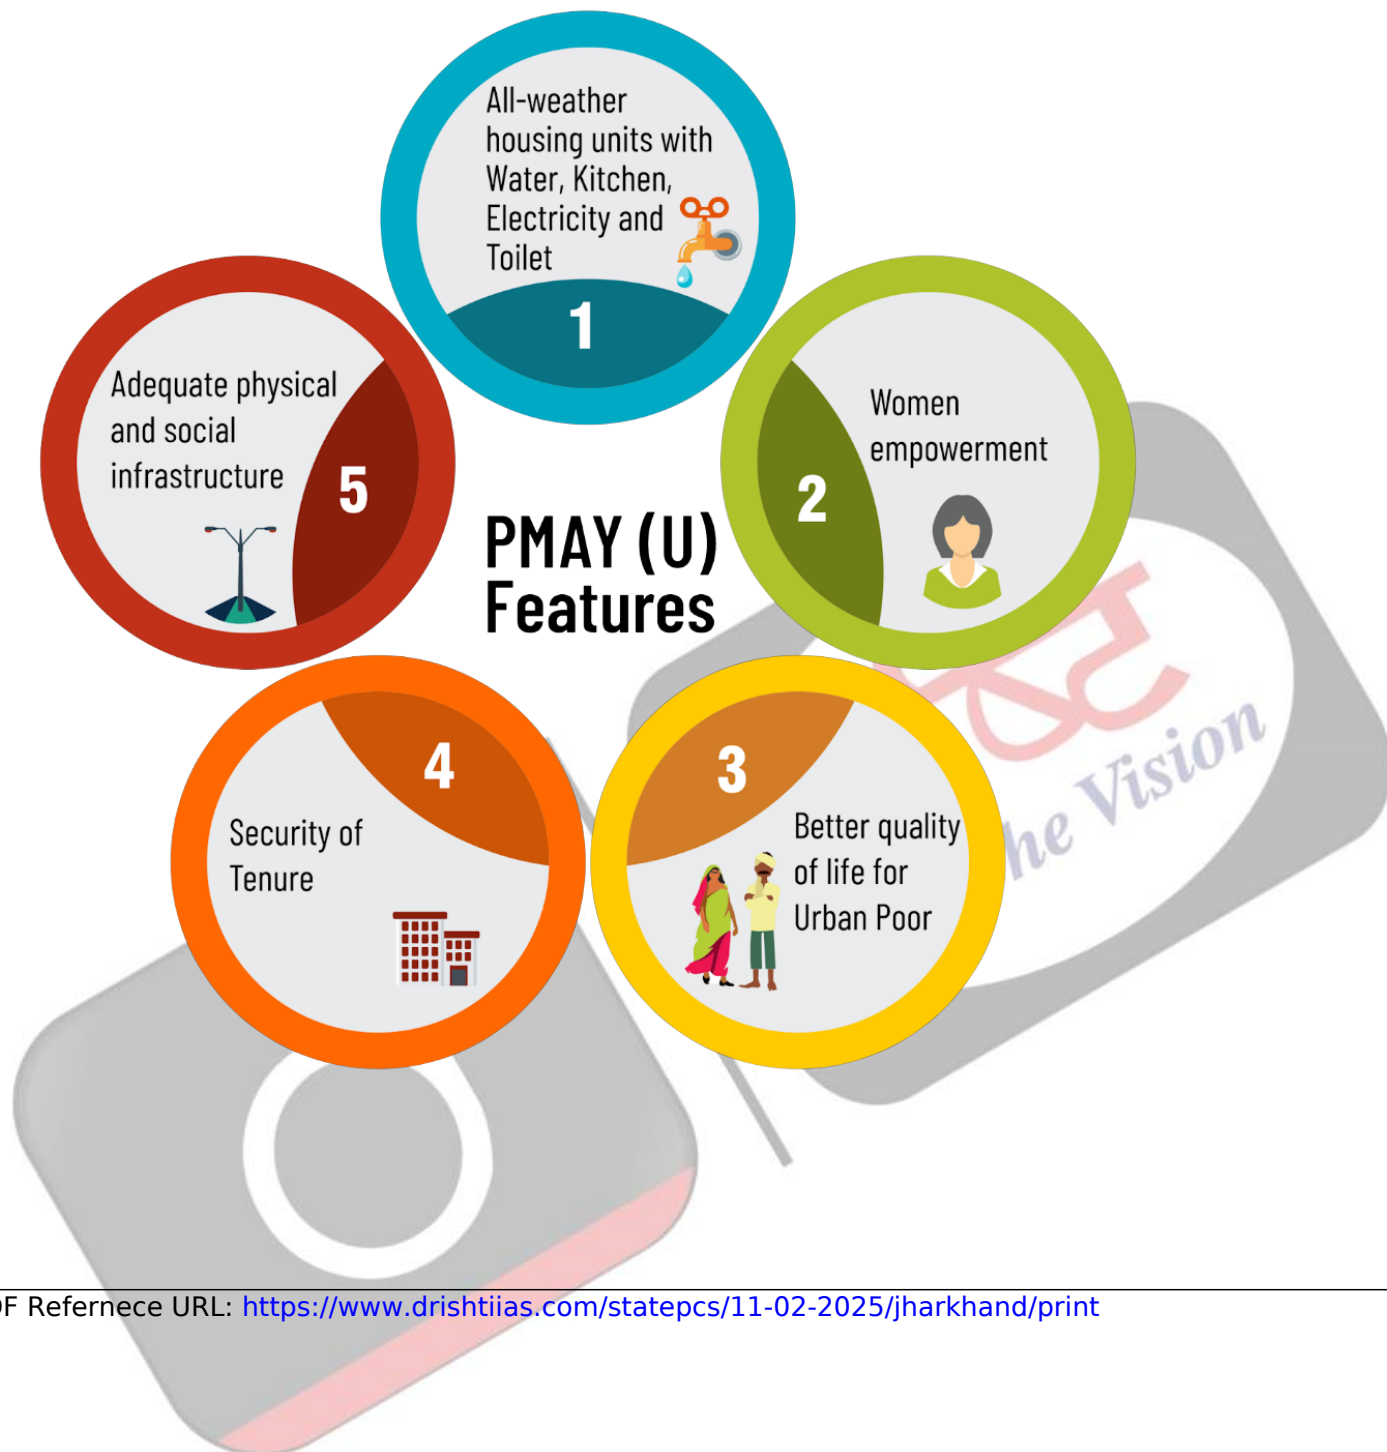 All-weather
housing units with
Water, Kitchen,
Electricity and
Toilet
1
Women
empowerment
2
3
Better quality
of life for
Urban Poor
4
Security of
Tenure
Adequate physical
and social
infrastructure
5
PMAY (U)
Features
he Vision
F Refernece URL: https://www.drishtiias.com/statepcs/11-02-2025/jharkhand/print